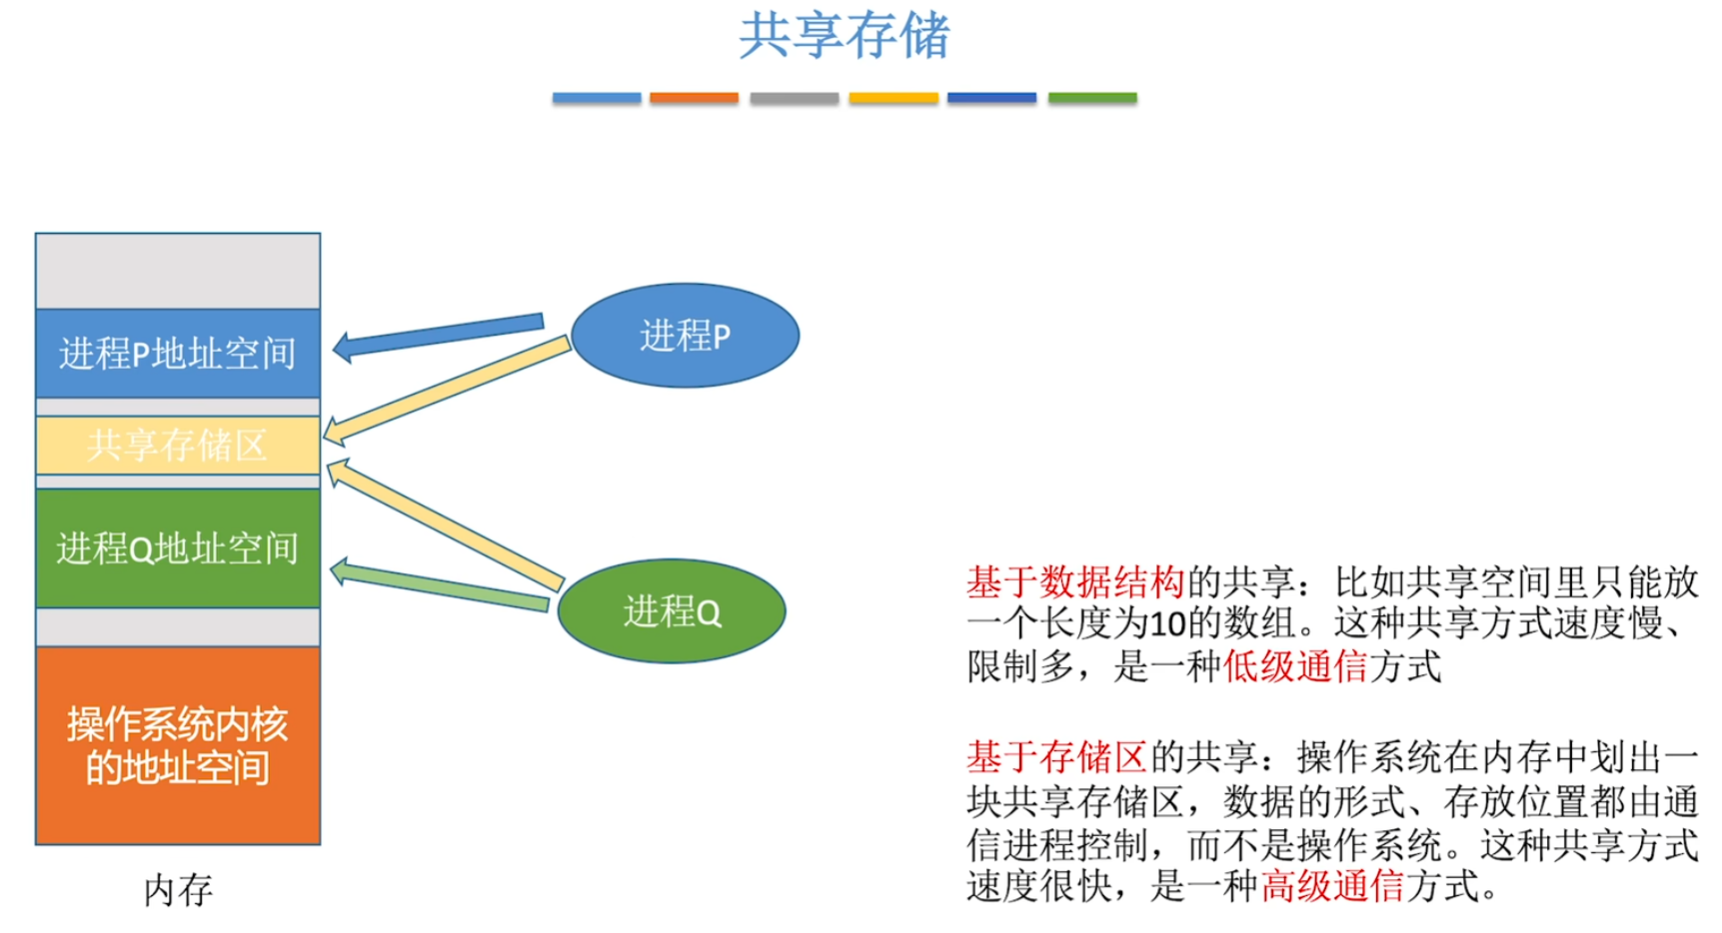 共享存储
进程P地址空间
共享存储区
进程Q地址空间
操作系统内核
的地址空间
内存
进程P
进程Q
基于数据结构的共享：比如共享空间里只能放
一个长度为10的数组。这种共享方式速度慢、
限制多，是一种低级通信方式
基于存储区的共享：操作系统在内存中划出一
块共享存储区，数据的形式、存放位置都由通
信进程控制，而不是操作系统。这种共享方式
速度很快，是一种高级通信方式。